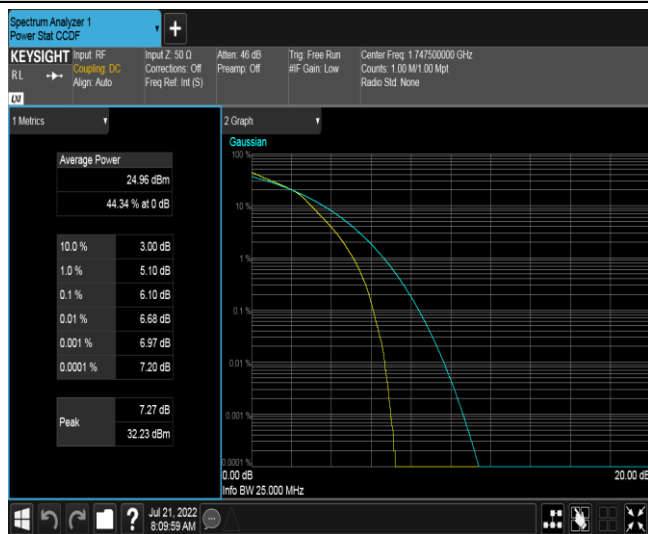 Spectrum Analyzer 1
Power Stat CCDF
+
KEYSIGHT
RL
LXI
Input: RF
Coupling: DC
Align: Auto
Input Z: 50 Ω
Corrections: Off
Freq Ref: Int (S)
Atten: 46 dB
Preamp: Off
Trig: Free Run
#IF Gain: Low
Center Freq: 1.747500000 GHz
Counts: 1.00 M/1.00 Mpt
Radio Std: None
1 Metrics
Average Power
24.96 dBm
44.34 % at 0 dB
10.0 % 3.00 dB
1.0 % 5.10 dB
0.1 % 6.10 dB
0.01 % 6.68 dB
0.001 % 6.97 dB
0.0001 % 7.20 dB
Peak 7.27 dB
32.23 dBm
2 Graph
Gaussian
100 %
10 %
1 %
0.1 %
0.01 %
0.001 %
0.0001 %
0.00 dB 20.00 dB
Info BW 25.000 MHz
?
Jul 21, 2022
8:09:59 AM